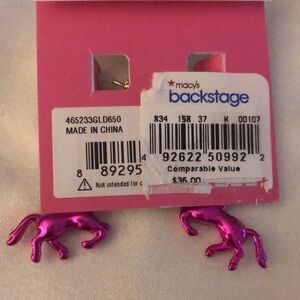 macy's
backstage
465233GLD650
MADE IN CHINA
834 158 37 K 00107
8 89295
4 92622 50992 2
Not intended for c
Comparable Value
$36.00